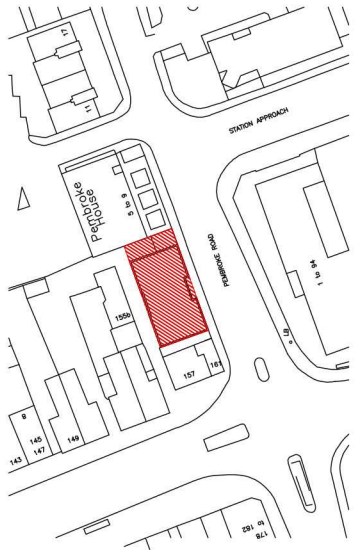 17
11
STATION APPROACH
Pembroke
House
5 to 9
PEMBROKE ROAD
1 to 94
155b
157
161
8
145
147
143
149
178
to 182